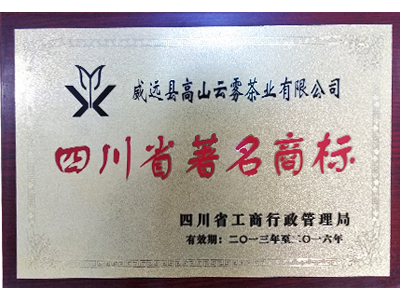 威远县高山云雾茶业有限公司
四川省著名商标
四川省工商行政管理局
有效期：二〇一三年至二〇一六年